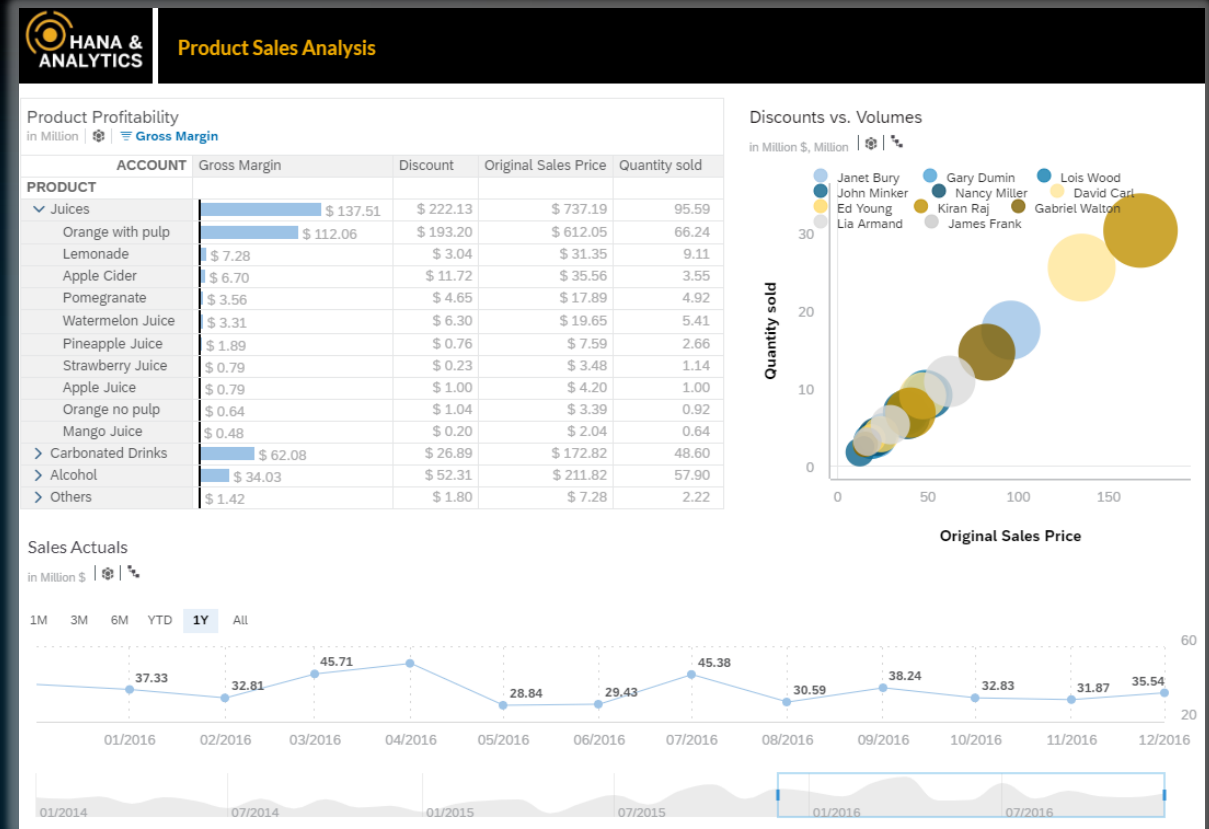 HANA &
ANALYTICS
Product Sales Analysis
Product Profitability
in Million Gross Margin
ACCOUNT Gross Margin Discount Original Sales Price Quantity sold
PRODUCT
Juices $ 137.51 $ 222.13 $ 737.19 95.59
Orange with pulp $ 112.06 $ 193.20 $ 612.05 66.24
Lemonade $ 7.28 $ 3.04 $ 31.35 9.11
Apple Cider $ 6.70 $ 11.72 $ 35.56 3.55
Pomegranate $ 3.56 $ 4.65 $ 17.89 4.92
Watermelon Juice $ 3.31 $ 6.30 $ 19.65 5.41
Pineapple Juice $ 1.89 $ 0.76 $ 7.59 2.66
Strawberry Juice $ 0.79 $ 0.23 $ 3.48 1.14
Apple Juice $ 0.79 $ 1.00 $ 4.20 1.00
Orange no pulp $ 0.64 $ 1.04 $ 3.39 0.92
Mango Juice $ 0.48 $ 0.20 $ 2.04 0.64
Carbonated Drinks $ 62.08 $ 26.89 $ 172.82 48.60
Alcohol $ 34.03 $ 52.31 $ 211.82 57.90
Others $ 1.42 $ 1.80 $ 7.28 2.22
Discounts vs. Volumes
in Million $, Million
Janet Bury Gary Dumin Lois Wood
John Minker Nancy Miller David Carl
Ed Young Kiran Raj Gabriel Walton
Lia Armand James Frank
Quantity sold
30
20
10
0
0 50 100 150
Original Sales Price
Sales Actuals
in Million $
1M 3M 6M YTD 1Y All
60
37.33 32.81 45.71 28.84 29.43 45.38 30.59 38.24 32.83 31.87 35.54
20
01/2016 02/2016 03/2016 04/2016 05/2016 06/2016 07/2016 08/2016 09/2016 10/2016 11/2016 12/2016
01/2014 07/2014 01/2015 07/2015 01/2016 07/2016